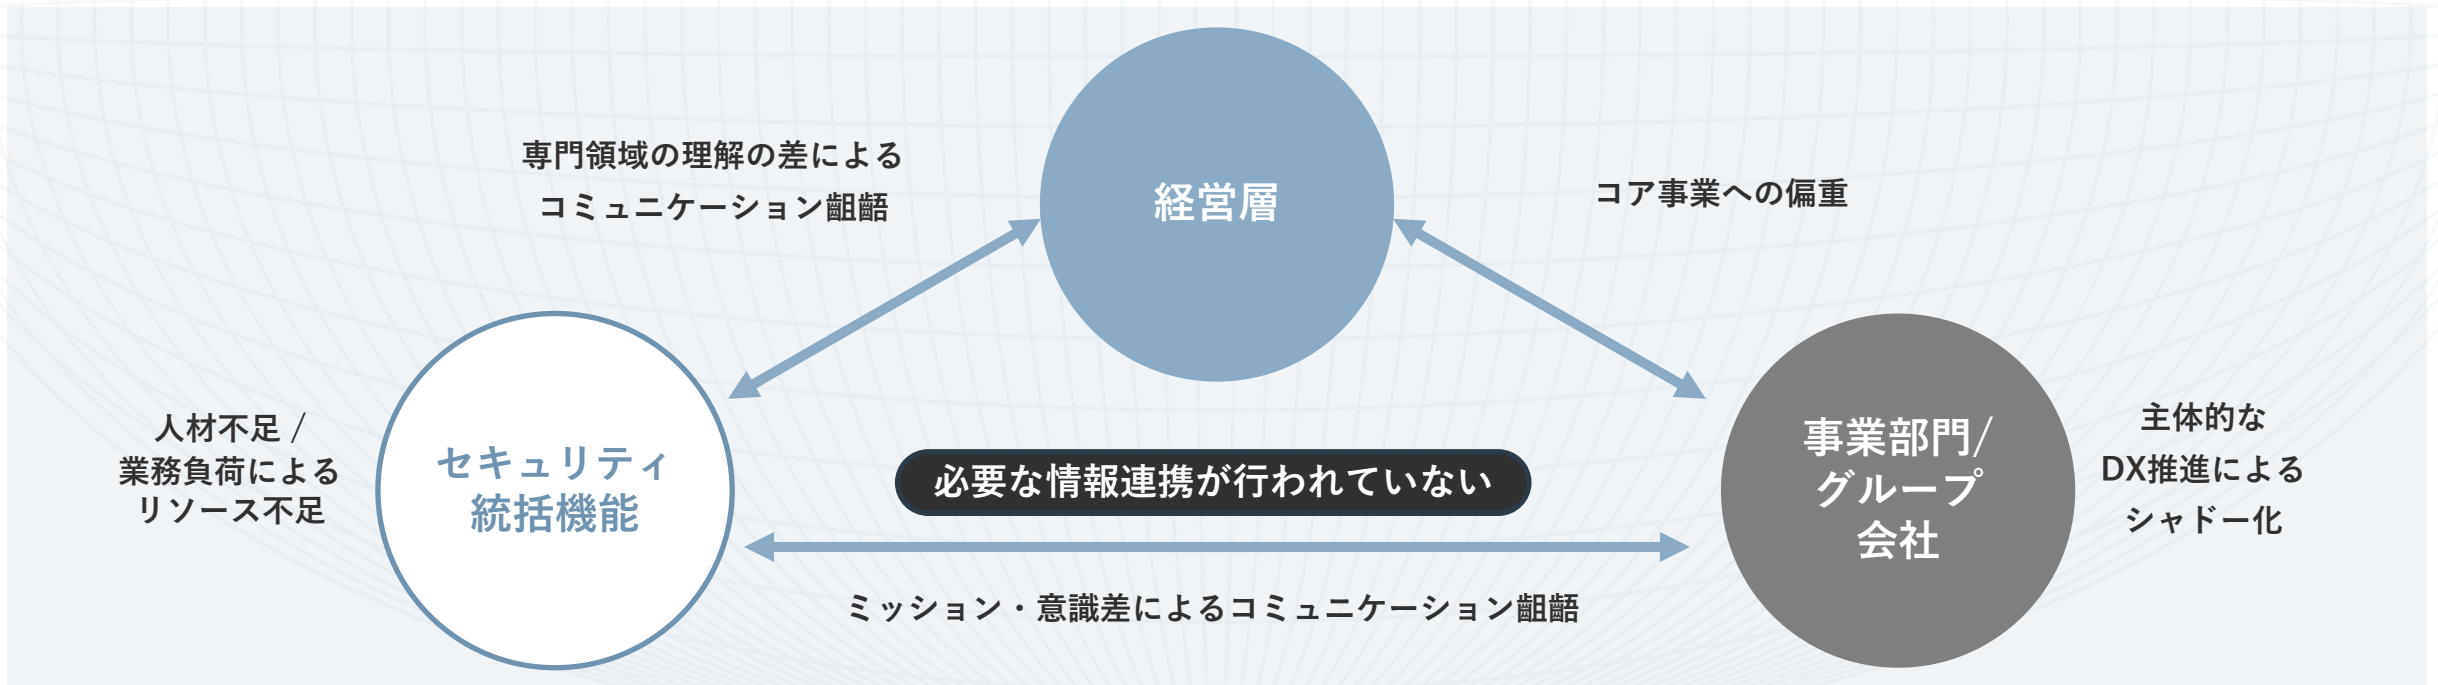 専門領域の理解の差による
コミュニケーション齟齬
経営層
コア事業への偏重
人材不足 /
業務負荷による
リソース不足
セキュリティ
統括機能
必要な情報連携が行われていない
事業部門/
グループ
会社
主体的な
DX推進による
シャドー化
ミッション・意識差によるコミュニケーション齟齬